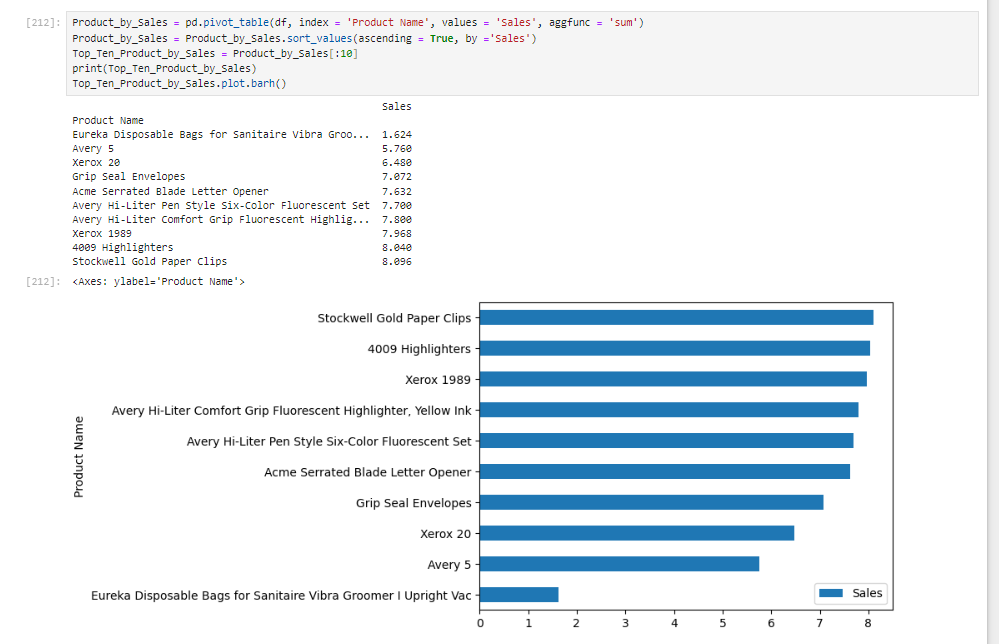 [212]: Product_by_Sales = pd.pivot_table(df, index = 'Product Name', values = 'Sales', aggfunc = 'sum')
Product_by_Sales = Product_by_Sales.sort_values(ascending = True, by ='Sales')
Top_Ten_Product_by_Sales = Product_by_Sales[:10]
print(Top_Ten_Product_by_Sales)
Top_Ten_Product_by_Sales.plot.barh()
Sales
Product Name
Eureka Disposable Bags for Sanitaire Vibra Groo... 1.624
Avery 5 5.760
Xerox 20 6.480
Grip Seal Envelopes 7.072
Acme Serrated Blade Letter Opener 7.632
Avery Hi-Liter Pen Style Six-Color Fluorescent Set 7.700
Avery Hi-Liter Comfort Grip Fluorescent Highlig... 7.800
Xerox 1989 7.968
4009 Highlighters 8.040
Stockwell Gold Paper Clips 8.096
[212]: <Axes: ylabel='Product Name'>
Stockwell Gold Paper Clips
4009 Highlighters
Xerox 1989
Avery Hi-Liter Comfort Grip Fluorescent Highlighter, Yellow Ink
Avery Hi-Liter Pen Style Six-Color Fluorescent Set
Acme Serrated Blade Letter Opener
Grip Seal Envelopes
Xerox 20
Avery 5
Eureka Disposable Bags for Sanitaire Vibra Groomer I Upright Vac
Product Name
Sales
0 1 2 3 4 5 6 7 8